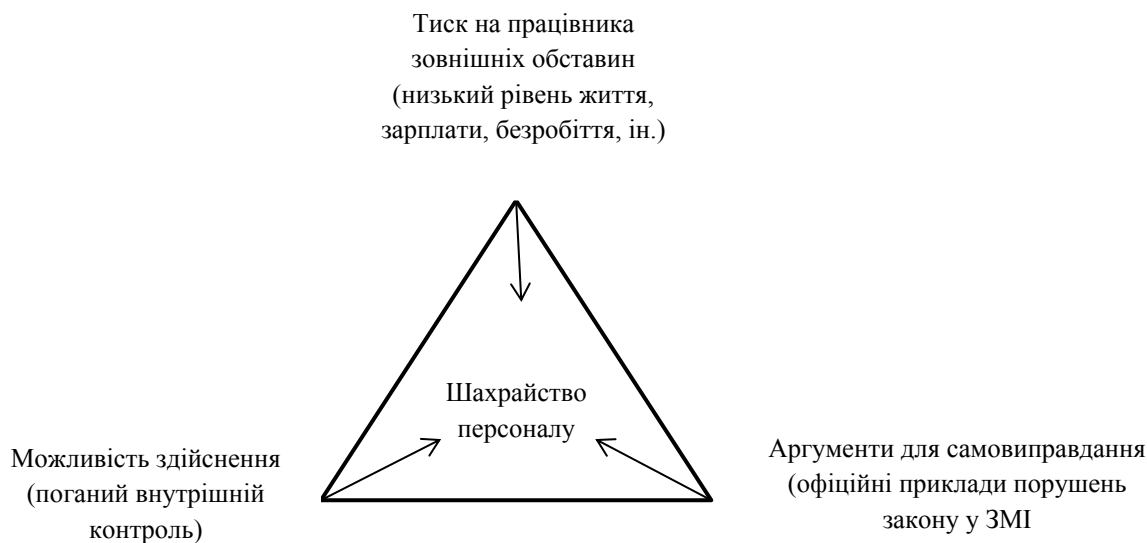 Тиск на працівника
зовнішніх обставин
(низький рівень життя,
зарплати, безробіття, ін.)
Шахрайство
персоналу
Можливість здійснення
(поганий внутрішній
контроль)
Аргументи для самовиправдання
(офіційні приклади порушень
закону у ЗМІ